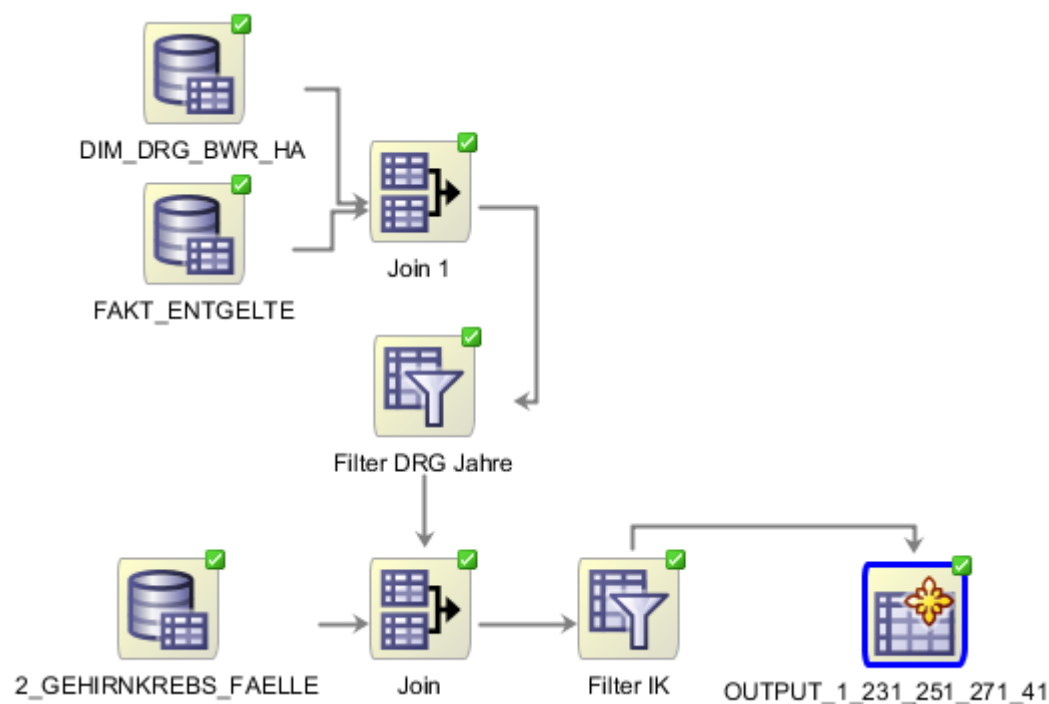 DIM_DRG_BWR_HA
FAKT_ENTGELTE
Join 1
Filter DRG Jahre
2_GEHIRNKREBS_FAELLE
Join
Filter IK
OUTPUT_1_231_251_271_41